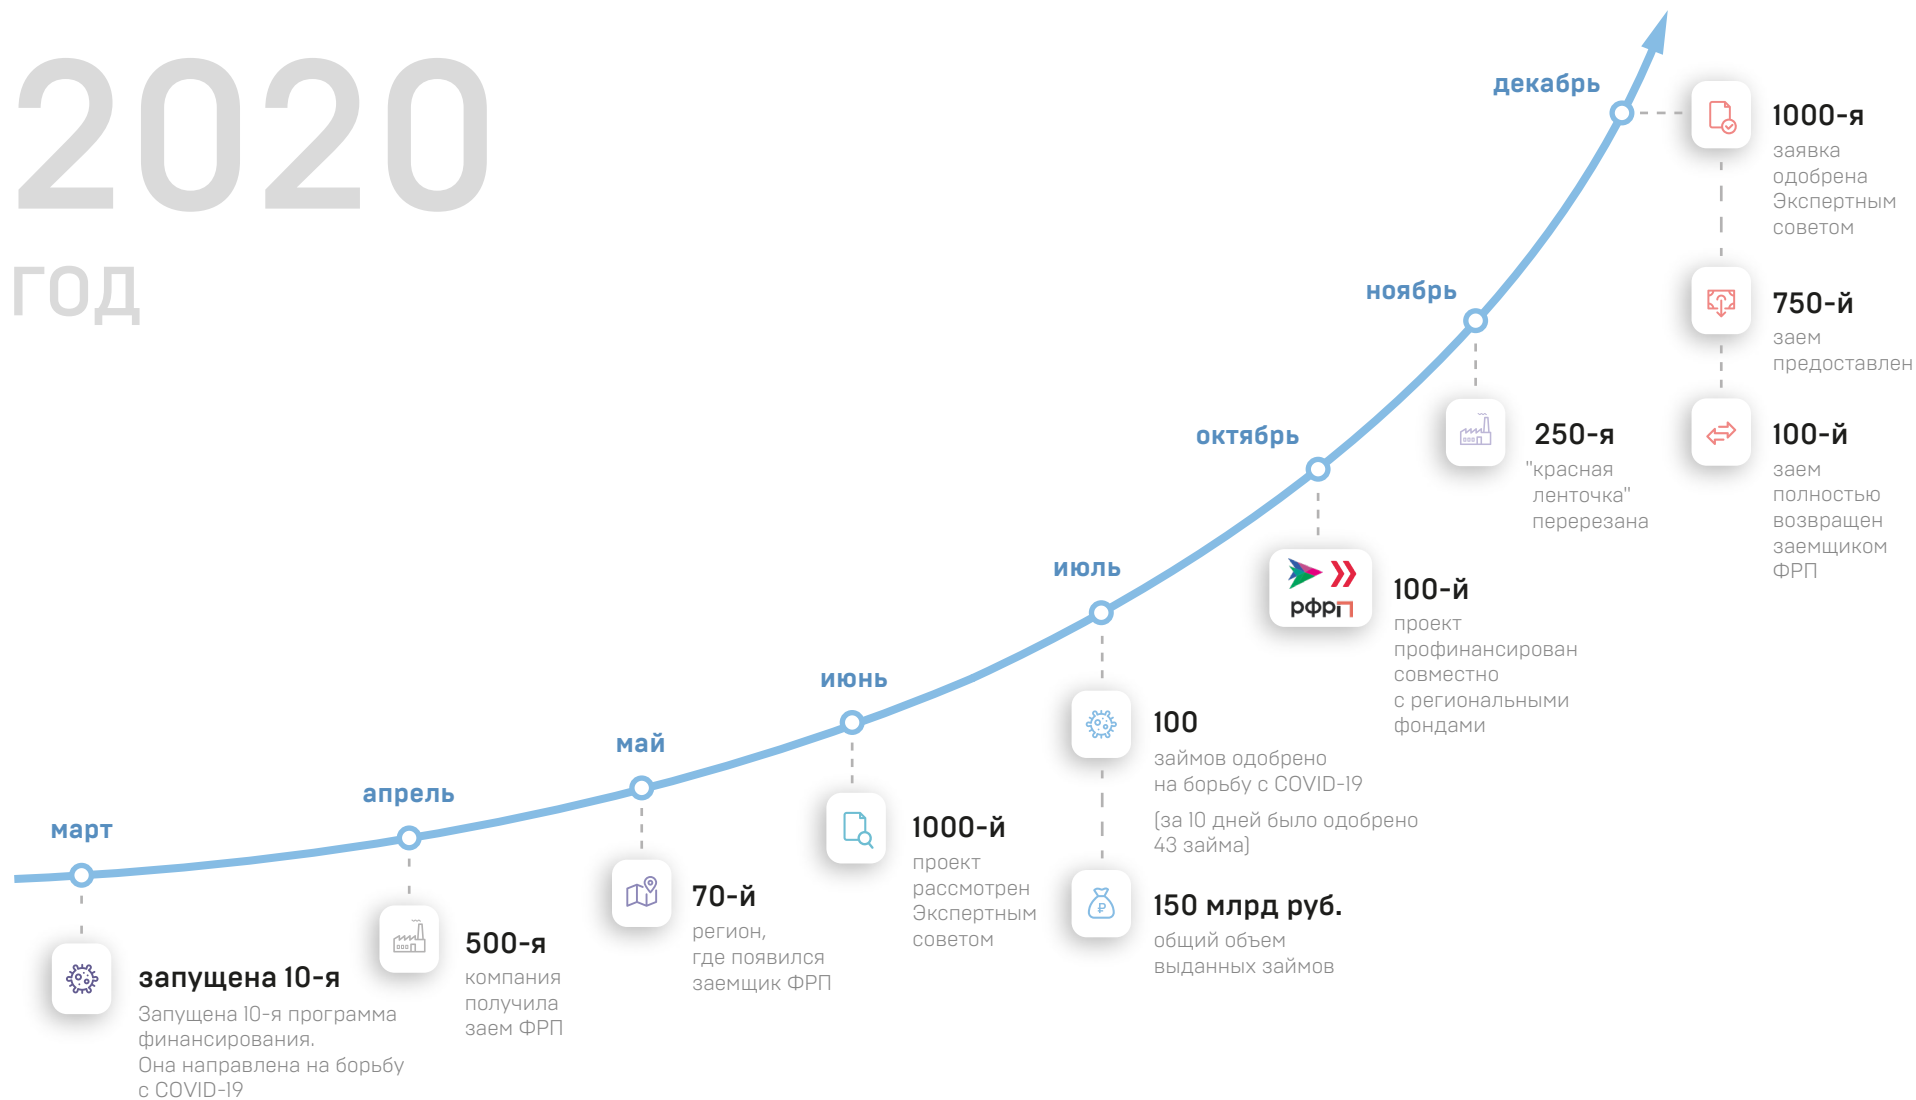 2020
год
март
запущена 10-я
Запущена 10-я программа
финансирования.
Она направлена на борьбу
с COVID-19
апрель
500-я
компания
получила
заем ФРП
май
70-й
регион,
где появился
заемщик ФРП
июнь
1000-й
проект
рассмотрен
Экспертным
советом
июль
100
займов одобрено
на борьбу с COVID-19
(за 10 дней было одобрено
43 займа)
150 млрд руб.
общий объем
выданных займов
октябрь
рфрп
100-й
проект
профинансирован
совместно
с региональными
фондами
ноябрь
250-я
"красная
ленточка"
перерезана
декабрь
1000-я
заявка
одобрена
Экспертным
советом
750-й
заем
предоставлен
100-й
заем
полностью
возвращен
заемщиком
ФРП